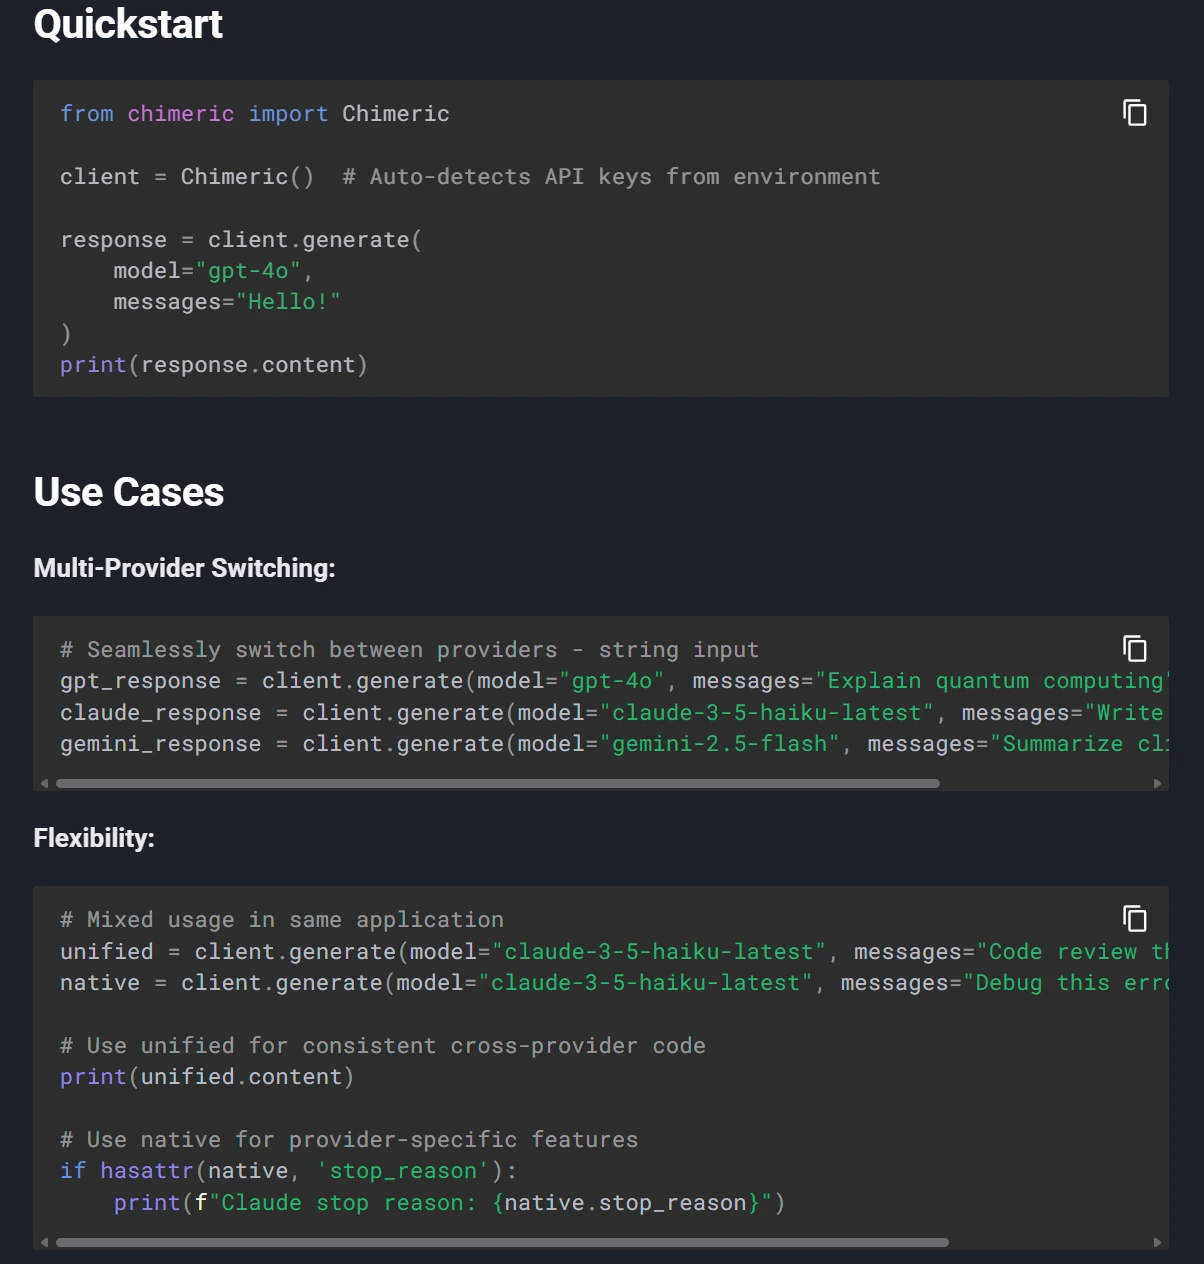 Quickstart
from chimeric import Chimeric
client = Chimeric()  # Auto-detects API keys from environment
response = client.generate(
    model="gpt-4o",
    messages="Hello!"
)
print(response.content)
Use Cases
Multi-Provider Switching:
# Seamlessly switch between providers - string input
gpt_response = client.generate(model="gpt-4o", messages="Explain quantum computing"
claude_response = client.generate(model="claude-3-5-haiku-latest", messages="Write
gemini_response = client.generate(model="gemini-2.5-flash", messages="Summarize
Flexibility:
# Mixed usage in same application
unified = client.generate(model="claude-3-5-haiku-latest", messages="Code review
native = client.generate(model="claude-3-5-haiku-latest", messages="Debug this
# Use unified for consistent cross-provider code
print(unified.content)
# Use native for provider-specific features
if hasattr(native, 'stop_reason'):
    print(f"Claude stop reason: {native.stop_reason}")